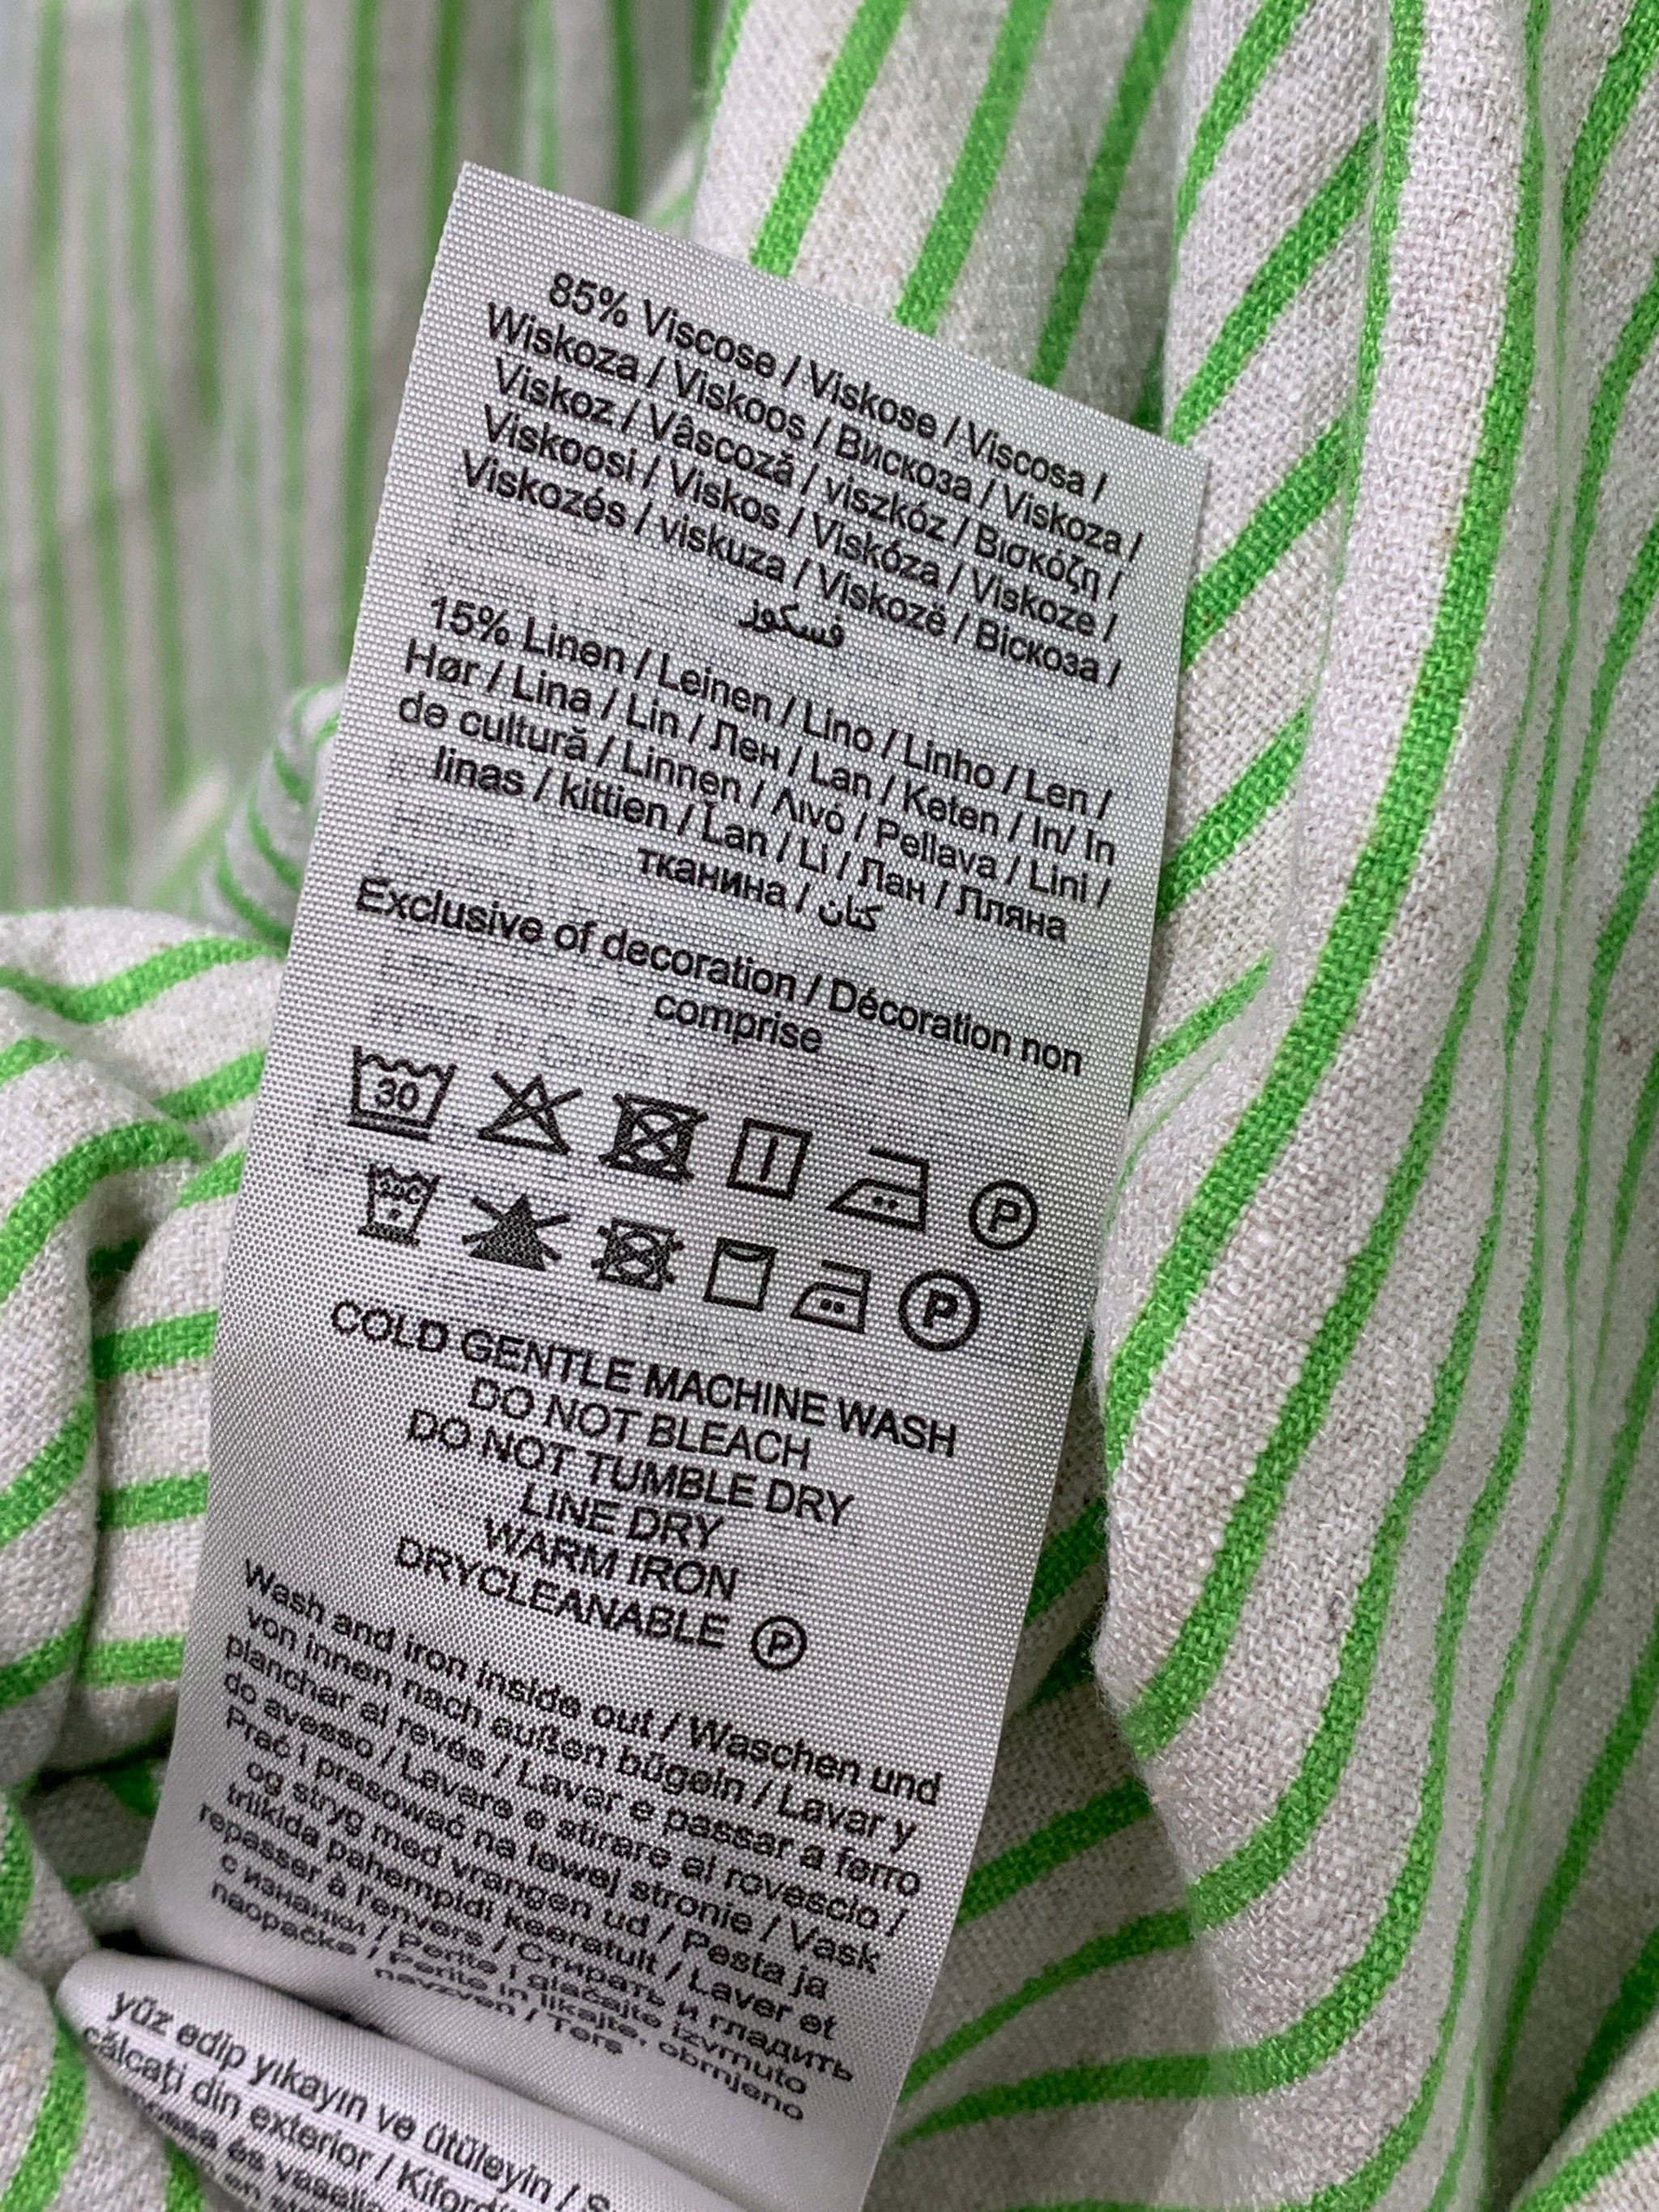 85% Viscose / Viskose / Viscosa /
Wiskoza / Viskoos / Вискоза / Viskoza /
Viskoz / Vâscoză / viszkóz / Βισκόζη /
Viskoosi / Viskos / Viskóza / Viskoze /
Viskozės / viskuza / Viskozë / Віскоза /
فسكوز
15% Linen / Leinen / Lino / Linho / Len /
Hør / Lina / Lin / Лен / Lan / Keten / In/ In
de cultură / Linnen / Λινό / Pellava / Lini /
linas / kittien / Ľan / Li / Лан / Лляна
тканина / كتان
Exclusive of decoration / Décoration non
comprise
30
P
P
COLD GENTLE MACHINE WASH
DO NOT BLEACH
DO NOT TUMBLE DRY
LINE DRY
WARM IRON
DRYCLEANABLE P
Wash and iron inside out / Waschen und
von innen nach außen bügeln / Lavar y
planchar al revés / Lavar e passar a ferro
do avesso / Lavare e stirare al rovescio /
Prać i prasować na lewej stronie / Vask
og stryg med vrangen ud / Pesta ja
triikida pahempidi keeratult / Laver et
repasser à l'envers / Стирать и гладить
с изнанки / Perite i glačajte izvrnuto
naopačke / Perite in likajte, obrnjeno
navzven / Ters
yüz edip yıkayın ve ütüleyin / S
călcați din exterior / Kifordí
mossa és vasalja